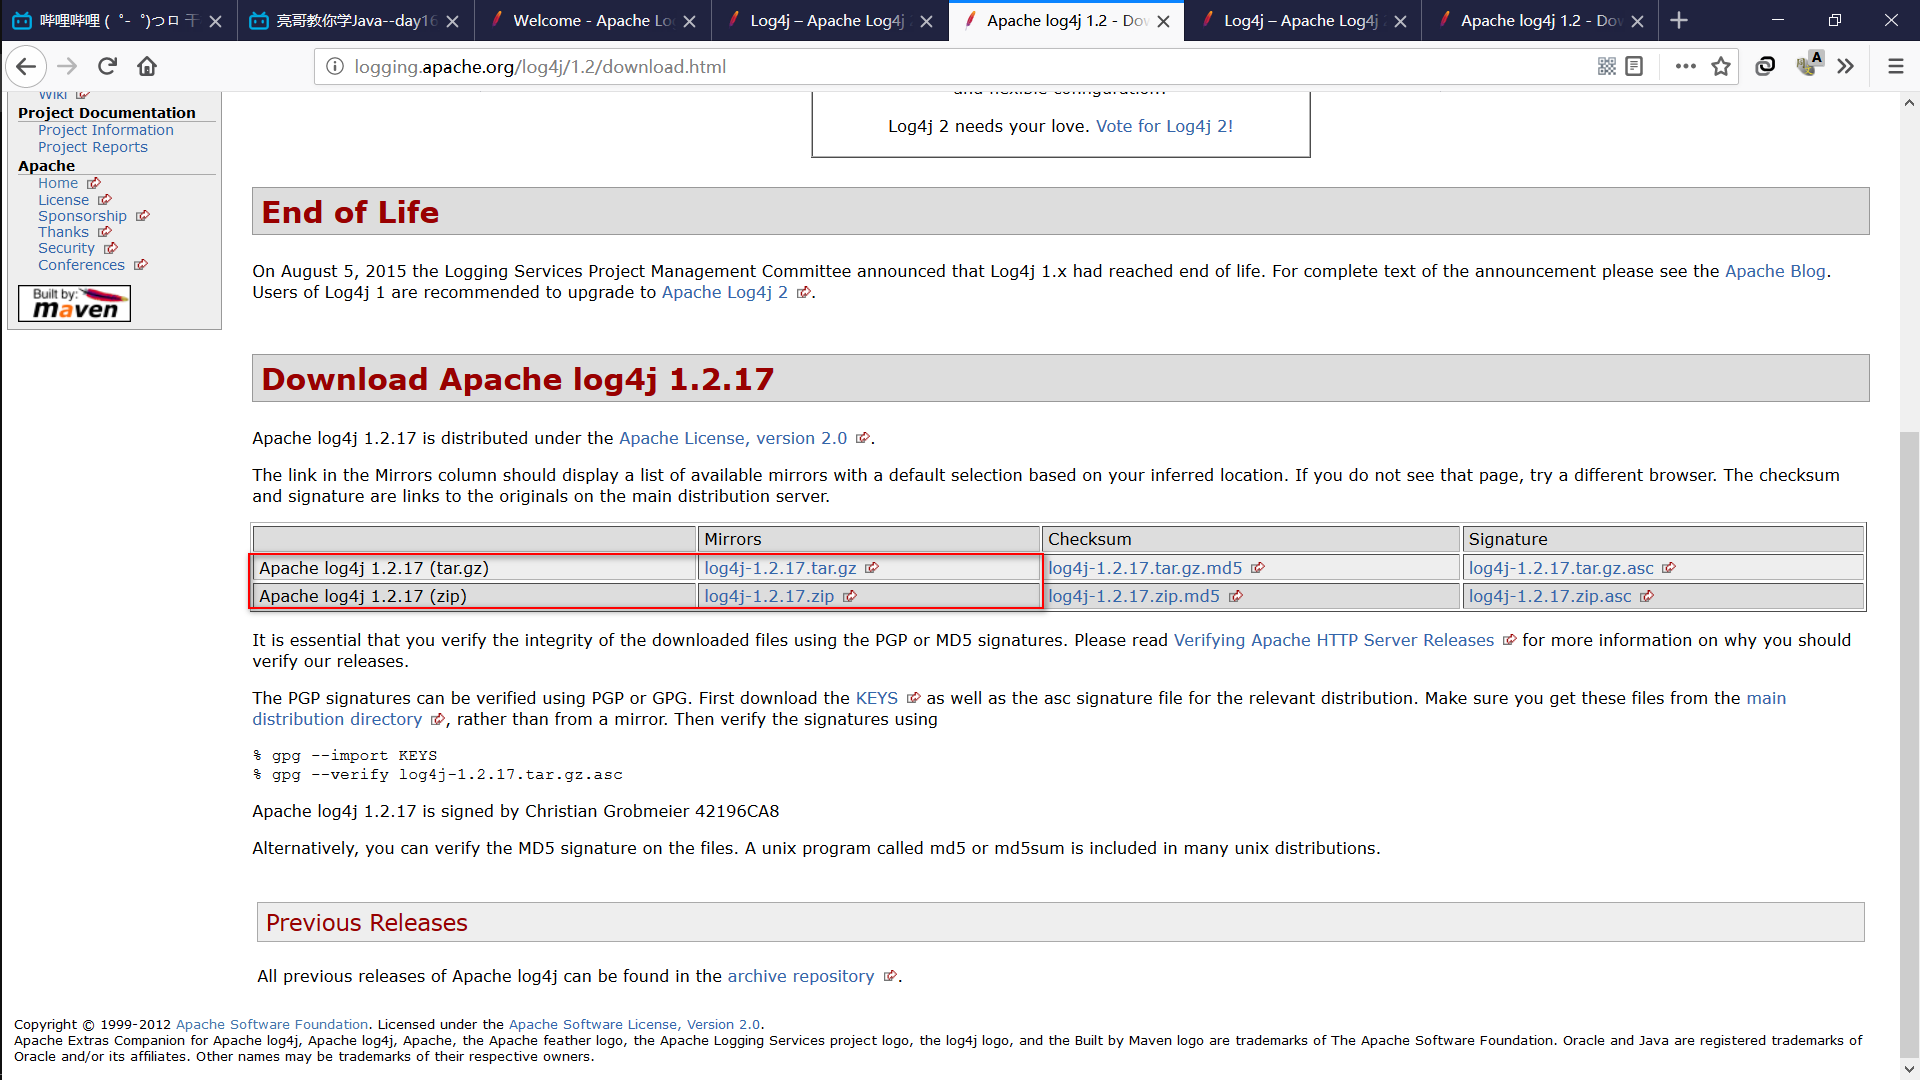 哔哩哔哩 ( ゜- ゜)つロ 干
亮哥教你学Java--day16
Welcome - Apache Lo
Log4j – Apache Log4j
Apache log4j 1.2 - Dov
Log4j – Apache Log4j
Apache log4j 1.2 - Dov
logging.apache.org/log4j/1.2/download.html
A
Wiki
Project Documentation
Project Information
Project Reports
Apache
Home
License
Sponsorship
Thanks
Security
Conferences
Built by:
maven
and flexible configuration.
Log4j 2 needs your love. Vote for Log4j 2!
End of Life
On August 5, 2015 the Logging Services Project Management Committee announced that Log4j 1.x had reached end of life. For complete text of the announcement please see the Apache Blog.
Users of Log4j 1 are recommended to upgrade to Apache Log4j 2 .
Download Apache log4j 1.2.17
Apache log4j 1.2.17 is distributed under the Apache License, version 2.0 .
The link in the Mirrors column should display a list of available mirrors with a default selection based on your inferred location. If you do not see that page, try a different browser. The checksum
and signature are links to the originals on the main distribution server.
Mirrors Checksum Signature
Apache log4j 1.2.17 (tar.gz) log4j-1.2.17.tar.gz log4j-1.2.17.tar.gz.md5 log4j-1.2.17.tar.gz.asc
Apache log4j 1.2.17 (zip) log4j-1.2.17.zip log4j-1.2.17.zip.md5 log4j-1.2.17.zip.asc
It is essential that you verify the integrity of the downloaded files using the PGP or MD5 signatures. Please read Verifying Apache HTTP Server Releases for more information on why you should
verify our releases.
The PGP signatures can be verified using PGP or GPG. First download the KEYS as well as the asc signature file for the relevant distribution. Make sure you get these files from the main
distribution directory , rather than from a mirror. Then verify the signatures using
% gpg --import KEYS
% gpg --verify log4j-1.2.17.tar.gz.asc
Apache log4j 1.2.17 is signed by Christian Grobmeier 42196CA8
Alternatively, you can verify the MD5 signature on the files. A unix program called md5 or md5sum is included in many unix distributions.
Previous Releases
All previous releases of Apache log4j can be found in the archive repository .
Copyright © 1999-2012 Apache Software Foundation. Licensed under the Apache Software License, Version 2.0.
Apache Extras Companion for Apache log4j, Apache log4j, Apache, the Apache feather logo, the Apache Logging Services project logo, the log4j logo, and the Built by Maven logo are trademarks of The Apache Software Foundation. Oracle and Java are registered trademarks of
Oracle and/or its affiliates. Other names may be trademarks of their respective owners.